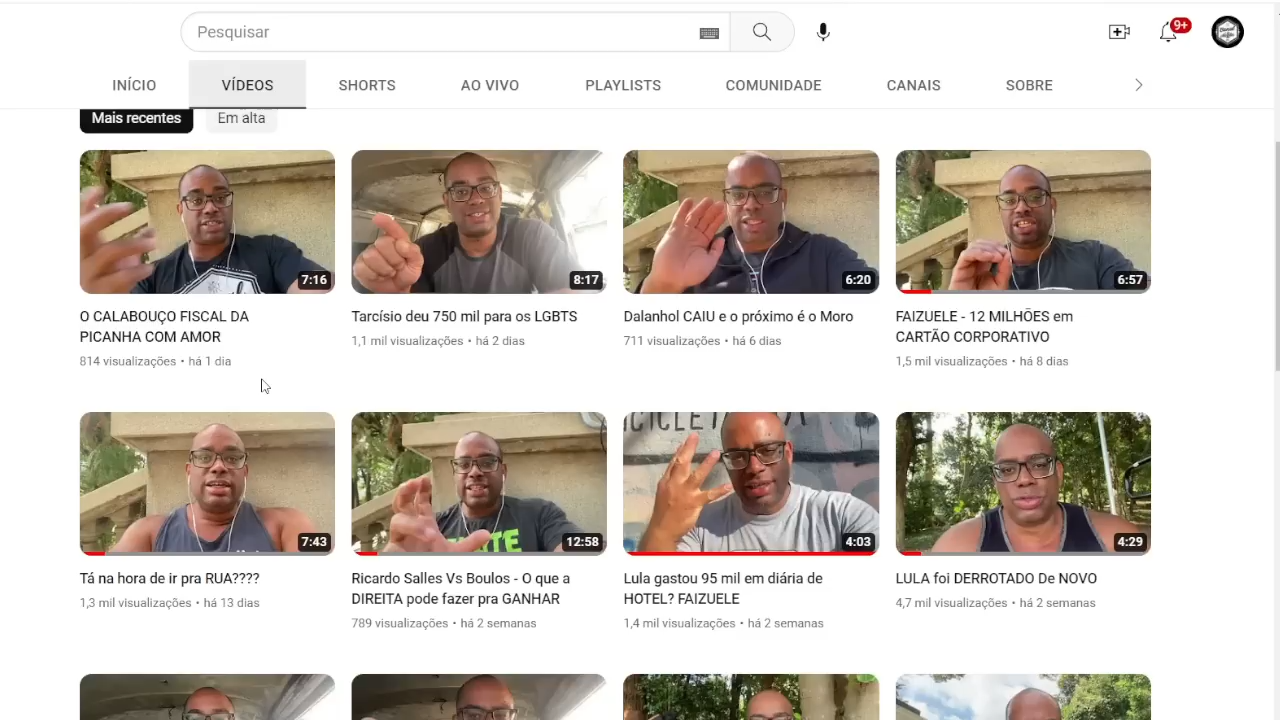 Pesquisar
9+
INÍCIO VÍDEOS SHORTS AO VIVO PLAYLISTS COMUNIDADE CANAIS SOBRE
Mais recentes Em alta
7:16 8:17 6:20 6:57
O CALABOUÇO FISCAL DA
PICANHA COM AMOR
814 visualizações • há 1 dia
Tarcísio deu 750 mil para os LGBTS
1,1 mil visualizações • há 2 dias
Dalanhol CAIU e o próximo é o Moro
711 visualizações • há 6 dias
FAIZUELE - 12 MILHÕES em
CARTÃO CORPORATIVO
1,5 mil visualizações • há 8 dias
7:43 12:58 4:03 4:29
Tá na hora de ir pra RUA????
1,3 mil visualizações • há 13 dias
Ricardo Salles Vs Boulos - O que a
DIREITA pode fazer pra GANHAR
789 visualizações • há 2 semanas
Lula gastou 95 mil em diária de
HOTEL? FAIZUELE
1,4 mil visualizações • há 2 semanas
LULA foi DERROTADO De NOVO
4,7 mil visualizações • há 2 semanas